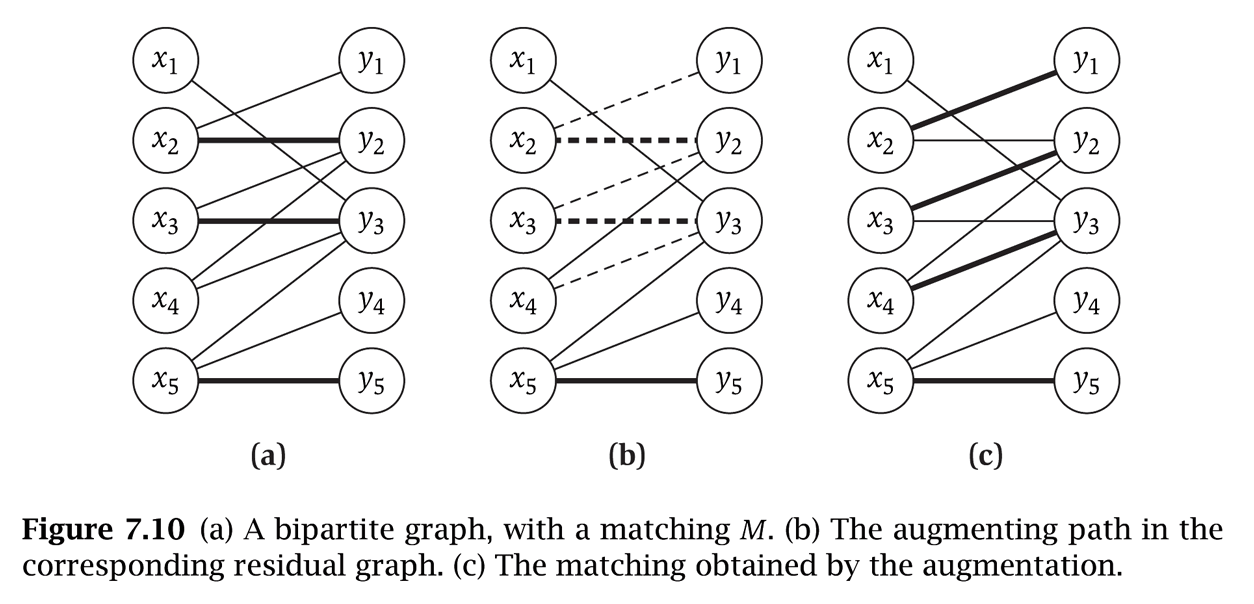 x1 y1 x1 y1 x1 y1
x2 y2 x2 y2 x2 y2
x3 y3 x3 y3 x3 y3
x4 y4 x4 y4 x4 y4
x5 y5 x5 y5 x5 y5
(a) (b) (c)
Figure 7.10 (a) A bipartite graph, with a matching M. (b) The augmenting path in the
corresponding residual graph. (c) The matching obtained by the augmentation.